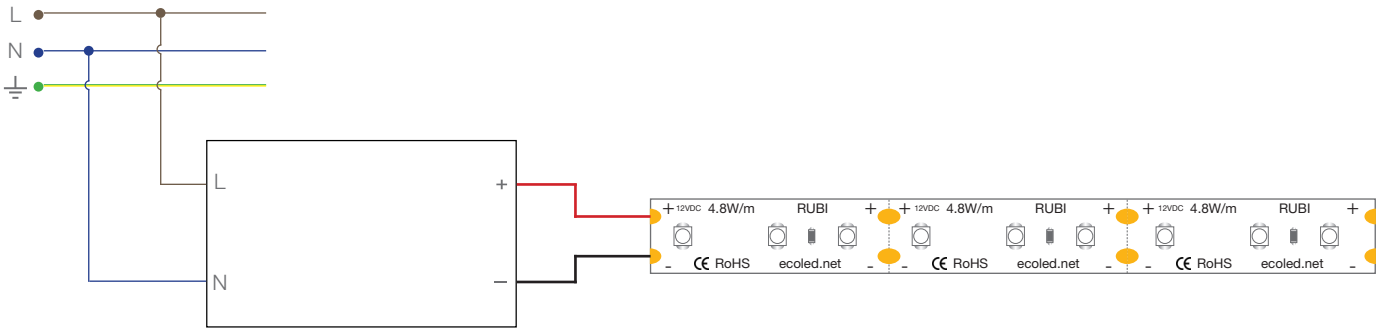 L
N
L
N
+
–
+ 12VDC 4.8W/m RUBI +
- CE RoHS ecoled.net -
+ 12VDC 4.8W/m RUBI +
- CE RoHS ecoled.net -
+ 12VDC 4.8W/m RUBI +
- CE RoHS ecoled.net -